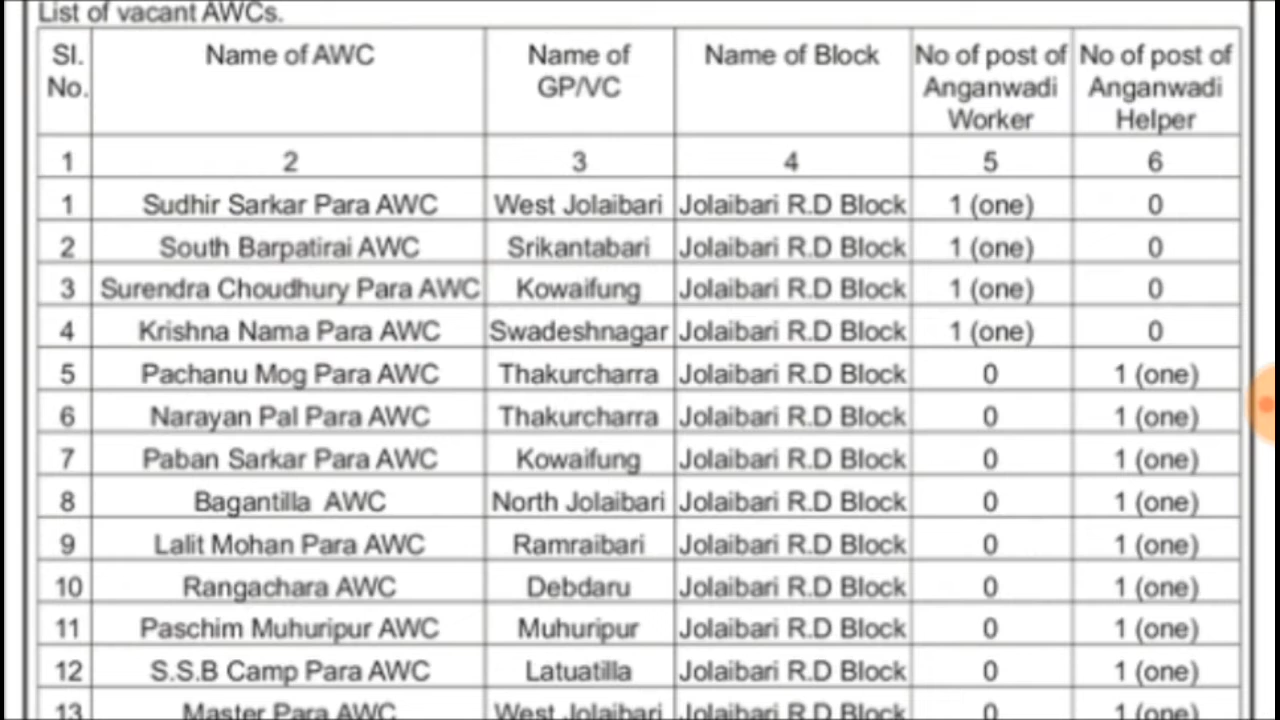 List of vacant AWCs.
Sl. No. Name of AWC Name of GP/VC Name of Block No of post of Anganwadi Worker No of post of Anganwadi Helper
1 2 3 4 5 6
1 Sudhir Sarkar Para AWC West Jolaibari Jolaibari R.D Block 1 (one) 0
2 South Barpatirai AWC Srikantabari Jolaibari R.D Block 1 (one) 0
3 Surendra Choudhury Para AWC Kowaifung Jolaibari R.D Block 1 (one) 0
4 Krishna Nama Para AWC Swadeshnagar Jolaibari R.D Block 1 (one) 0
5 Pachanu Mog Para AWC Thakurcharra Jolaibari R.D Block 0 1 (one)
6 Narayan Pal Para AWC Thakurcharra Jolaibari R.D Block 0 1 (one)
7 Paban Sarkar Para AWC Kowaifung Jolaibari R.D Block 0 1 (one)
8 Bagantilla AWC North Jolaibari Jolaibari R.D Block 0 1 (one)
9 Lalit Mohan Para AWC Ramraibari Jolaibari R.D Block 0 1 (one)
10 Rangachara AWC Debdaru Jolaibari R.D Block 0 1 (one)
11 Paschim Muhuripur AWC Muhuripur Jolaibari R.D Block 0 1 (one)
12 S.S.B Camp Para AWC Latuatilla Jolaibari R.D Block 0 1 (one)
13 Master Para AWC West Jolaibari Jolaibari R.D Block 0 1 (one)